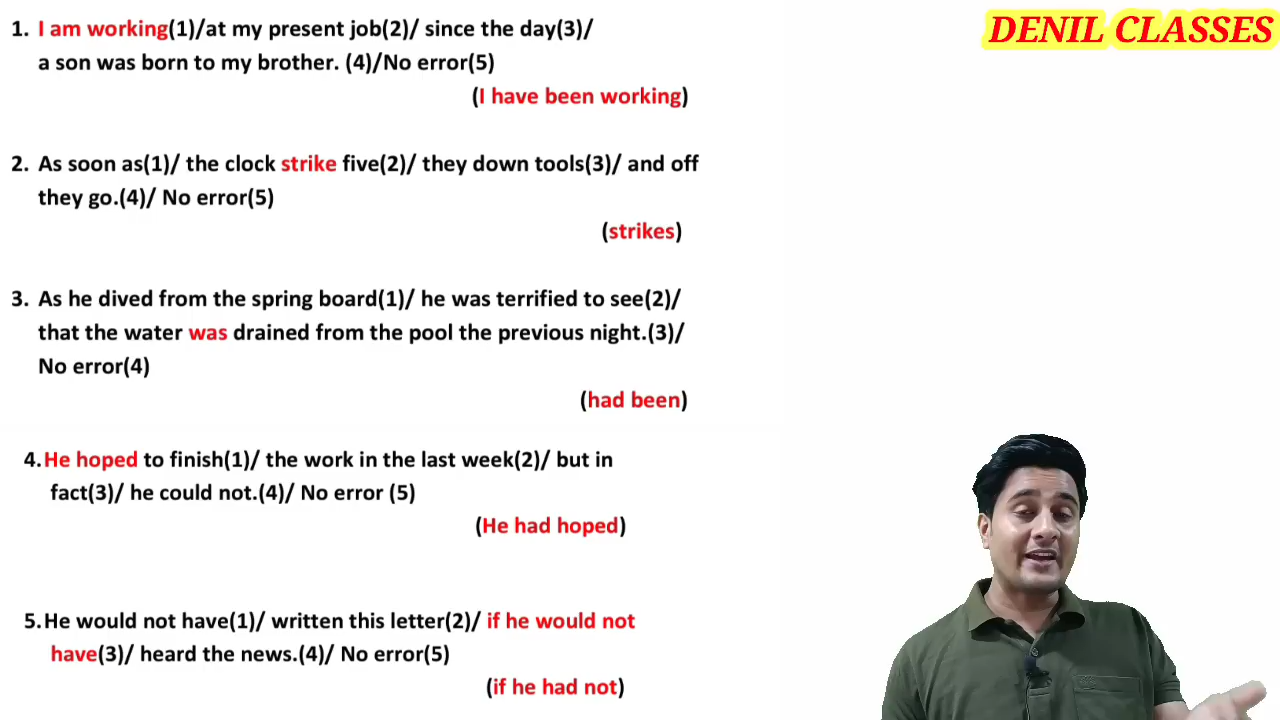 DENIL CLASSES
1. I am working(1)/at my present job(2)/ since the day(3)/
a son was born to my brother. (4)/No error(5)
(I have been working)
2. As soon as(1)/ the clock strike five(2)/ they down tools(3)/ and off
they go.(4)/ No error(5)
(strikes)
3. As he dived from the spring board(1)/ he was terrified to see(2)/
that the water was drained from the pool the previous night.(3)/
No error(4)
(had been)
4.He hoped to finish(1)/ the work in the last week(2)/ but in
fact(3)/ he could not.(4)/ No error (5)
(He had hoped)
5.He would not have(1)/ written this letter(2)/ if he would not
have(3)/ heard the news.(4)/ No error(5)
(if he had not)